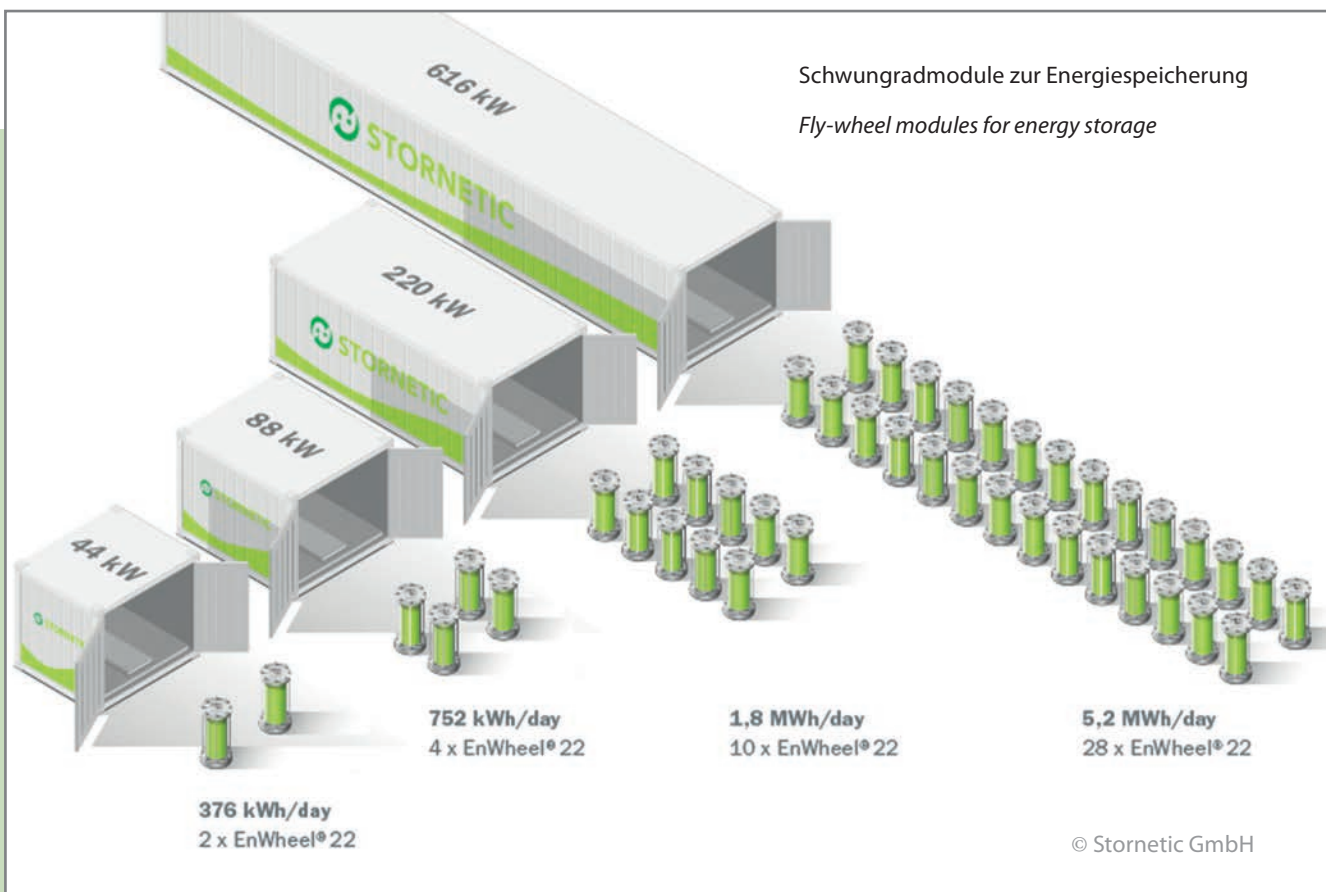 Schwungradmodule zur Energiespeicherung
Fly-wheel modules for energy storage
616 kW
STORNETIC
220 kW
STORNETIC
88 kW
STORNETIC
44 kW
STORNETIC
376 kWh/day
2 x EnWheel® 22
752 kWh/day
4 x EnWheel® 22
1,8 MWh/day
10 x EnWheel® 22
5,2 MWh/day
28 x EnWheel® 22
© Stornetic GmbH